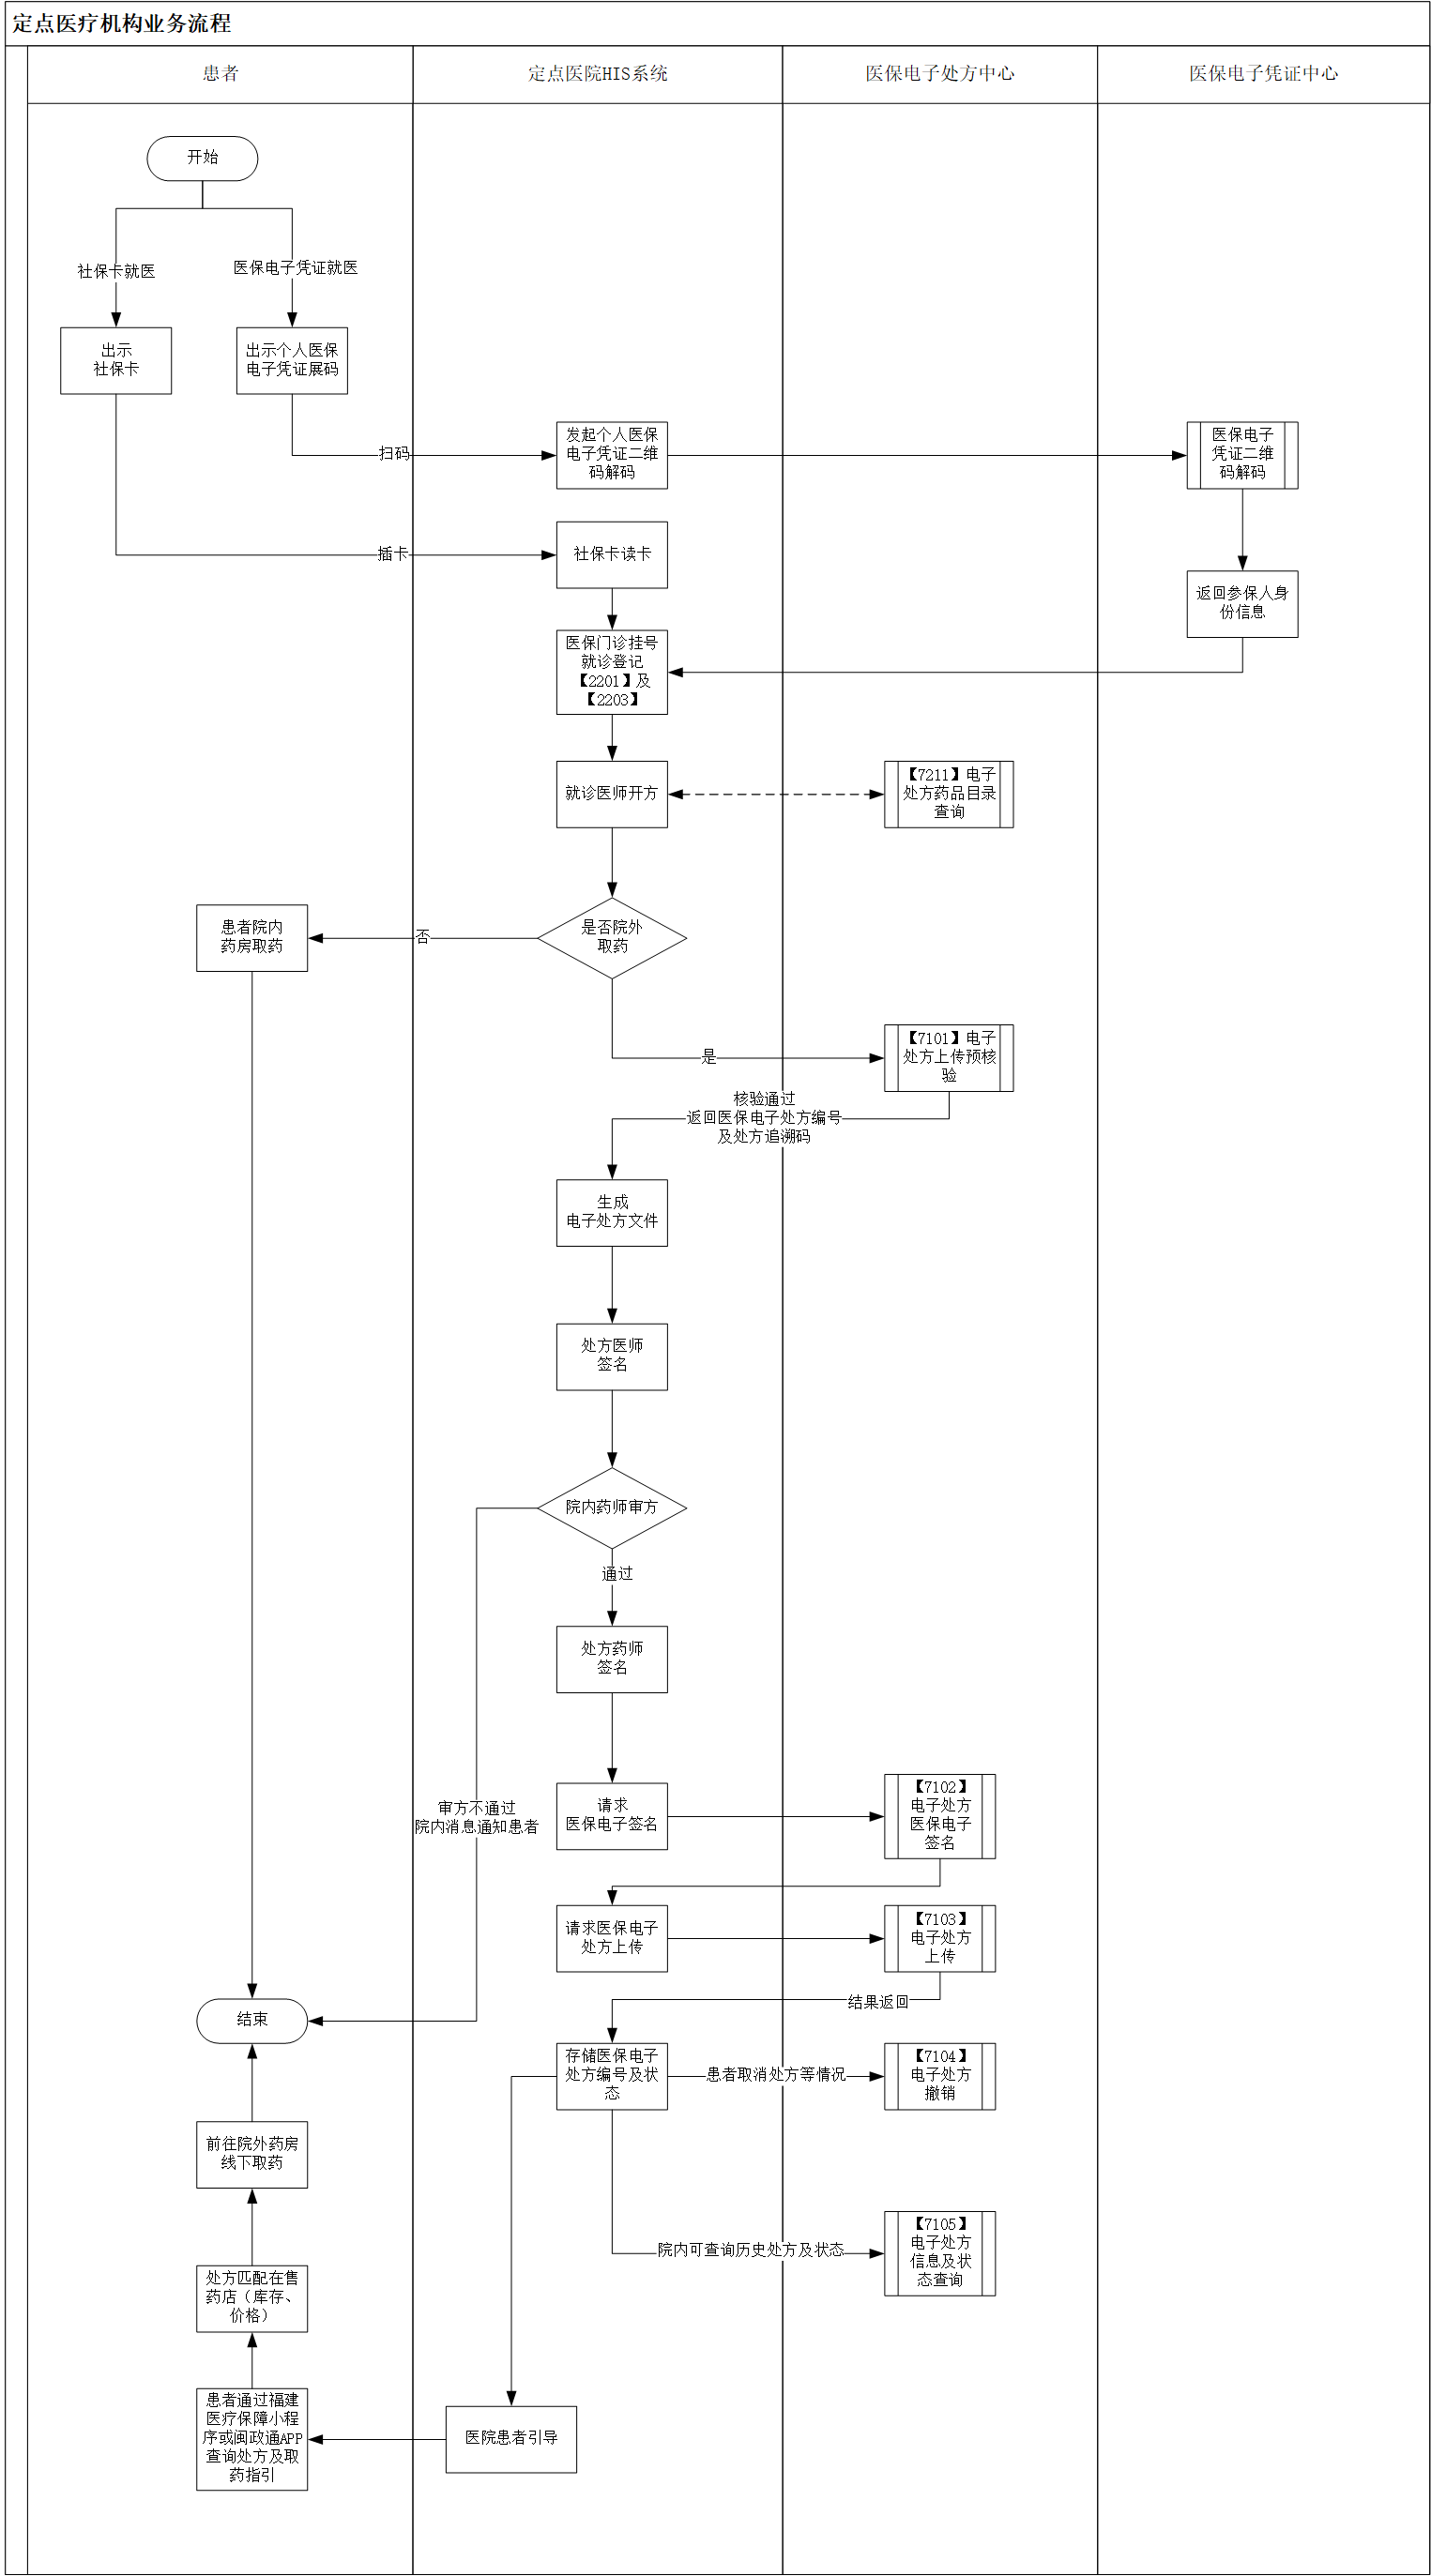 定点医疗机构业务流程
患者
定点医院HIS系统
医保电子处方中心
医保电子凭证中心
开始
社保卡就医
医保电子凭证就医
出示
社保卡
出示个人医保
电子凭证展码
扫码
发起个人医保
电子凭证二维
码解码
医保电子
凭证二维
码解码
插卡
社保卡读卡
返回参保人身
份信息
医保门诊挂号
就诊登记
【2201】及
【2203】
就诊医师开方
【7211】电子
处方药品目录
查询
患者院内
药房取药
否
是否院外
取药
是
【7101】电子
处方上传预核
验
核验通过
返回医保电子处方编号
及处方追溯码
生成
电子处方文件
处方医师
签名
院内药师审方
通过
处方药师
签名
审方不通过
院内消息通知患者
请求
医保电子签名
【7102】
电子处方
医保电子
签名
请求医保电子
处方上传
【7103】
电子处方
上传
结果返回
结束
存储医保电子
处方编号及状
态
患者取消处方等情况
【7104】
电子处方
撤销
前往院外药房
线下取药
院内可查询历史处方及状态
【7105】
电子处方
信息及状
态查询
处方匹配在售
药店（库存、
价格）
患者通过福建
医疗保障小程
序或闽政通APP
查询处方及取
药指引
医院患者引导